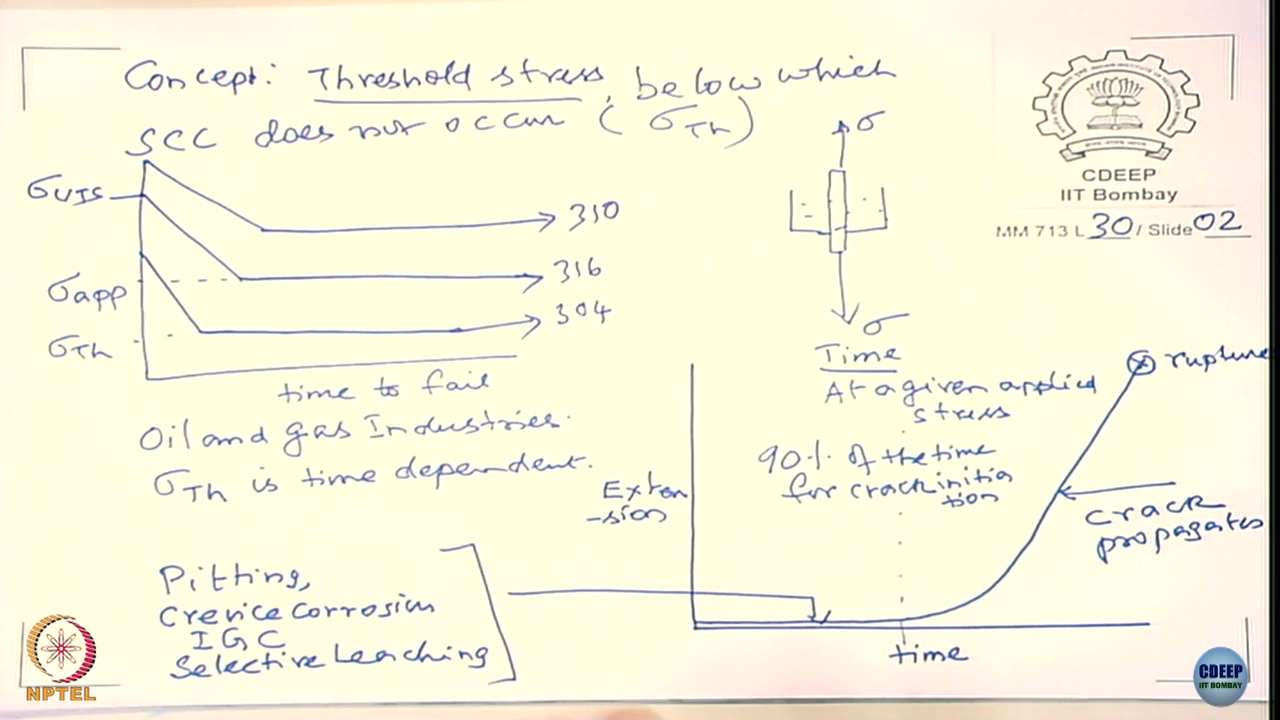 Concept: Threshold stress, below which
SCC does not occur (σTh)
σUTS
σapp
σTh
310
316
304
time to fail
Oil and gas Industries.
σTh is time dependent.
σ
σ
Time
At a given applied
stress
90% of the time
for crack initia
tion
Exten
-sion
rupture
Crack
propagates
time
Pitting,
Crevice Corrosion
IGC
Selective Leaching
CDEEP
IIT Bombay
MM 713 L 30 / Slide 02
NPTEL
CDEEP
IIT BOMBAY